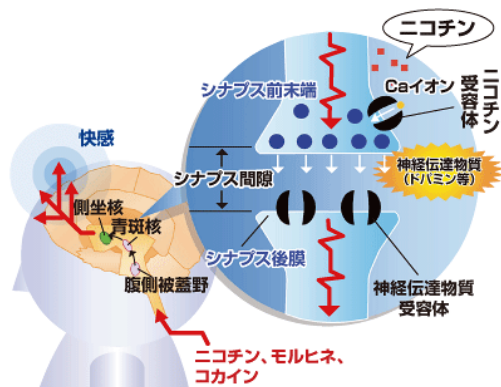 ニコチン
シナプス前末端
Caイオン
ニコチン
受容体
快感
シナプス間隙
神経伝達物質
(ドパミン等)
側坐核
青斑核
腹側被蓋野
シナプス後膜
神経伝達物質
受容体
ニコチン、モルヒネ、
コカイン